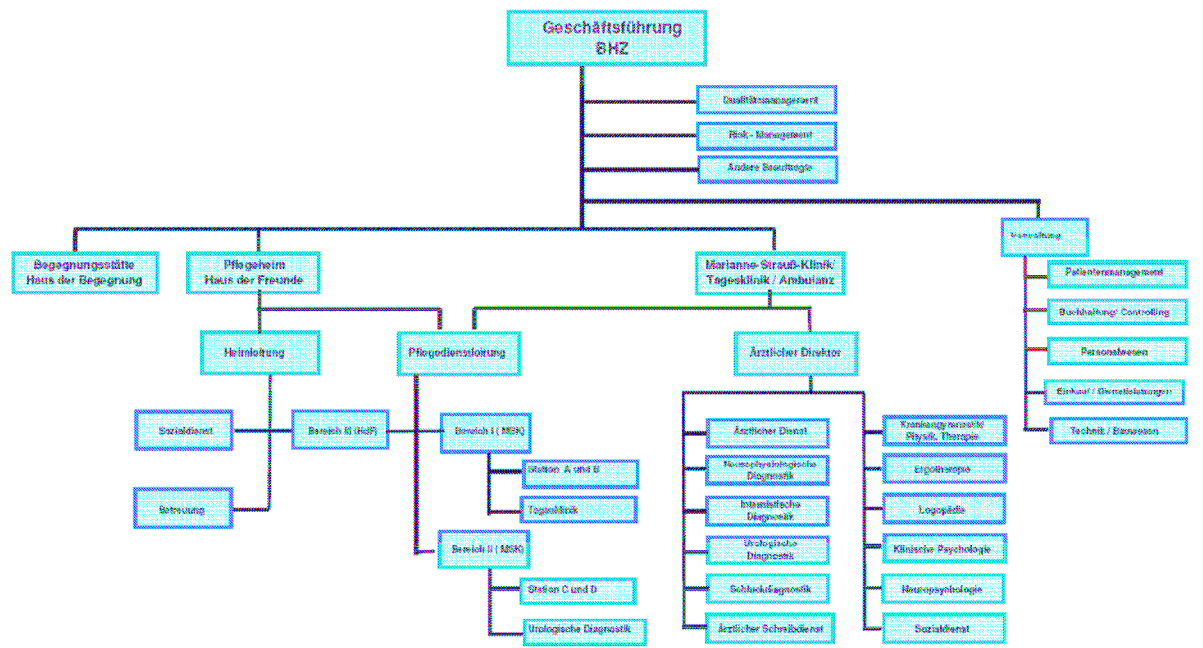 Geschäftsführung
BHZ
Qualitätsmanagement
Risk - Management
Andere Beauftragte
Verwaltung
Begegnungsstätte
Haus der Begegnung
Pflegeheim
Haus der Freunde
Marianne-Strauß-Klinik/
Tagesklinik / Ambulanz
Patientenmanagement
Buchhaltung/ Controlling
Personalwesen
Einkauf / Dienstleistungen
Technik / Bauwesen
Heimleitung
Pflegedienstleitung
Ärztlicher Direktor
Sozialdienst
Bereich III (HdF)
Bereich I ( MSK)
Betreuung
Station A und B
Tagesklinik
Bereich II ( MSK)
Station C und D
Urologische Diagnostik
Ärztlicher Dienst
Neurophysiologische
Diagnostik
Internistische
Diagnostik
Urologische
Diagnostik
Schluckdiagnostik
Ärztlicher Schreibdienst
Krankengymnastik/
Physik. Therapie
Ergotherapie
Logopädie
Klinische Psychologie
Neuropsychologie
Sozialdienst